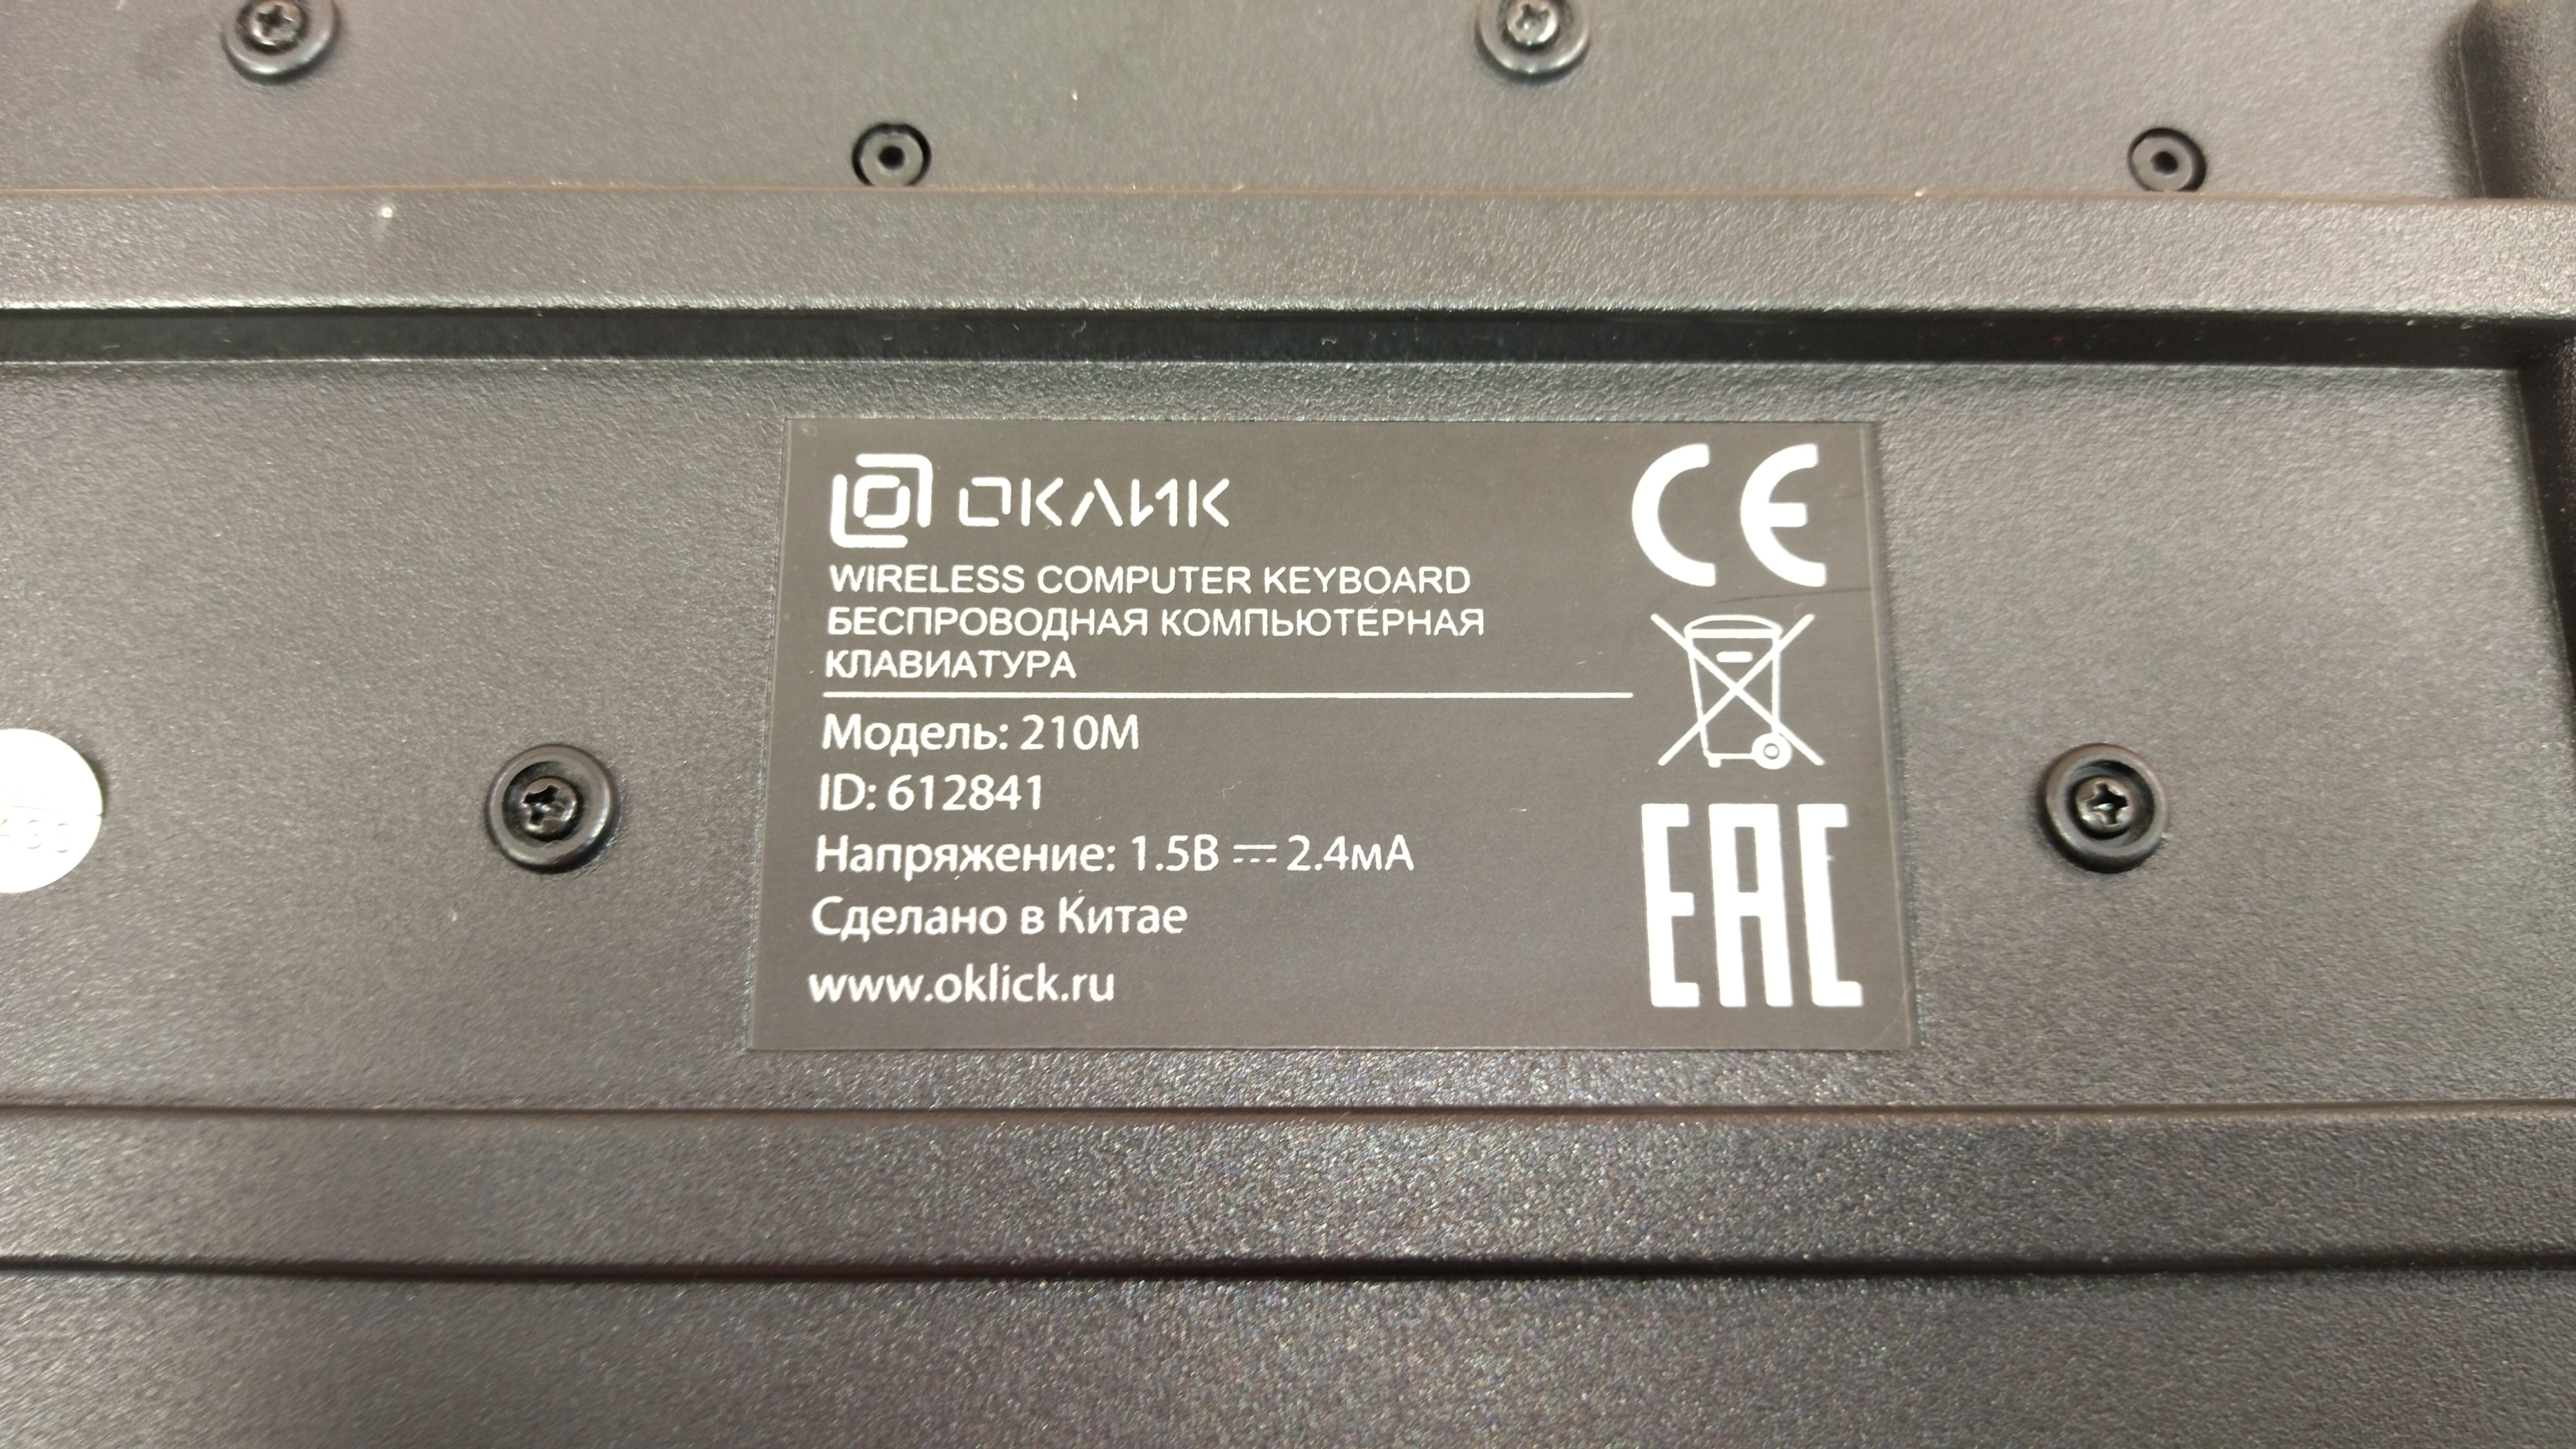 ОКЛИК
CE
WIRELESS COMPUTER KEYBOARD
БЕСПРОВОДНАЯ КОМПЬЮТЕРНАЯ
КЛАВИАТУРА
Модель: 210М
ID: 612841
Напряжение: 1.5В ⎓ 2.4мА
Сделано в Китае
www.oklick.ru
EAC